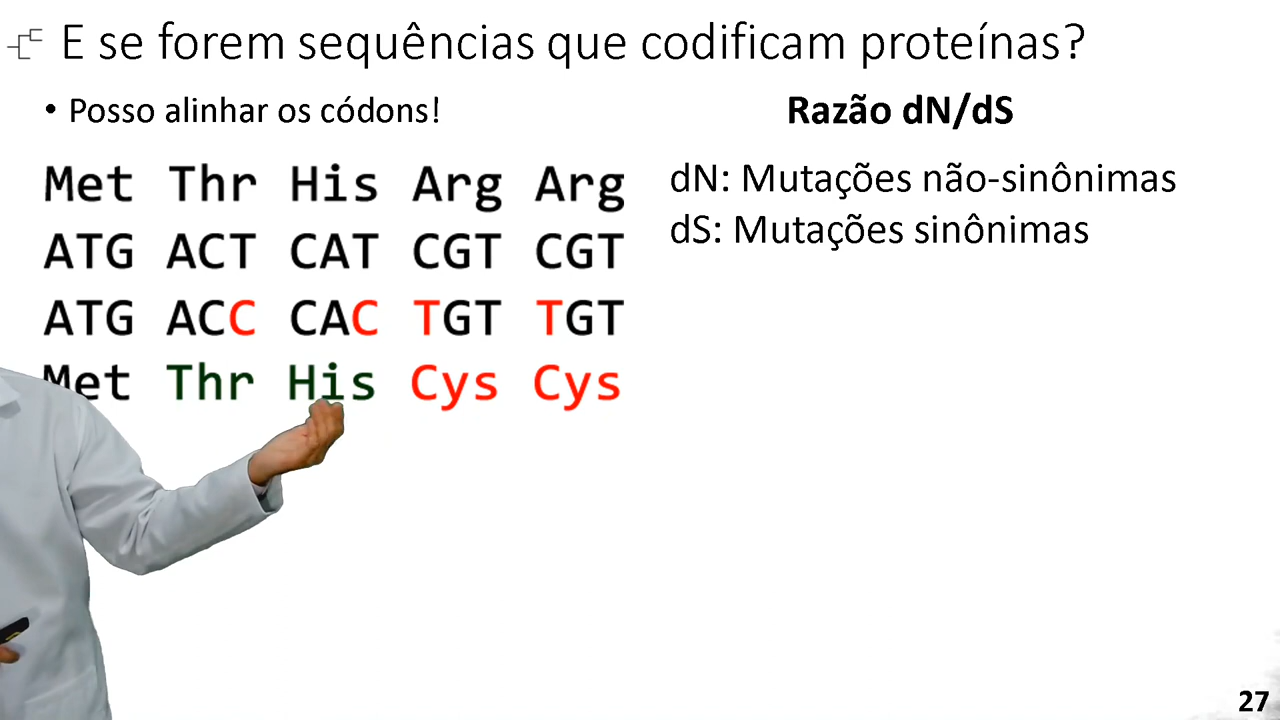 E se forem sequências que codificam proteínas?
• Posso alinhar os códons!
Met Thr His Arg Arg
ATG ACT CAT CGT CGT
ATG ACC CAC TGT TGT
Met Thr His Cys Cys
Razão dN/dS
dN: Mutações não-sinônimas
dS: Mutações sinônimas
27